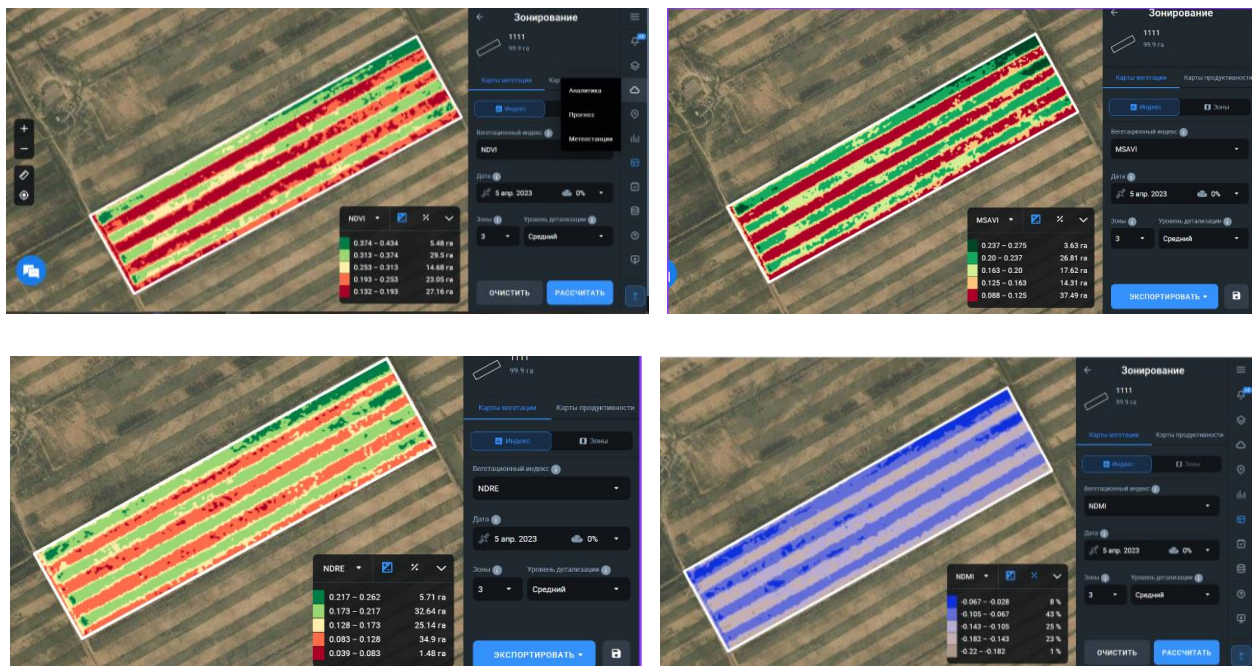 Зонирование
1111
99.9 га
Карты вегетации
Аналитика
Прогноз
Метеостанции
Индекс
Вегетационный индекс
NDVI
Дата
5 апр. 2023 0%
Зоны Уровень детализации
3 Средний
NDVI %
0.374 – 0.434 5.48 га
0.313 – 0.374 29.5 га
0.253 – 0.313 14.68 га
0.193 – 0.253 23.05 га
0.132 – 0.193 27.16 га
ОЧИСТИТЬ РАССЧИТАТЬ
Зонирование
1111
99.9 га
Карты вегетации Карты продуктивности
Индекс Зоны
Вегетационный индекс
MSAVI
Дата
5 апр. 2023 0%
Зоны Уровень детализации
3 Средний
MSAVI %
0.237 – 0.275 3.63 га
0.20 – 0.237 26.81 га
0.163 – 0.20 17.62 га
0.125 – 0.163 14.31 га
0.088 – 0.125 37.49 га
ЭКСПОРТИРОВАТЬ
1111
99.9 га
Карты вегетации Карты продуктивности
Индекс Зоны
Вегетационный индекс
NDRE
Дата
5 апр. 2023 0%
Зоны Уровень детализации
3 Средний
NDRE %
0.217 – 0.262 5.71 га
0.173 – 0.217 32.64 га
0.128 – 0.173 25.14 га
0.083 – 0.128 34.9 га
0.039 – 0.083 1.48 га
ЭКСПОРТИРОВАТЬ
Зонирование
1111
99.9 га
Карты вегетации Карты продуктивности
Индекс Зоны
Вегетационный индекс
NDMI
Дата
5 апр. 2023 0%
Зоны Уровень детализации
3 Средний
NDMI %
-0.067 – -0.028 8 %
-0.105 – -0.067 43 %
-0.143 – -0.105 25 %
-0.182 – -0.143 23 %
-0.22 – -0.182 1 %
ОЧИСТИТЬ РАССЧИТАТЬ